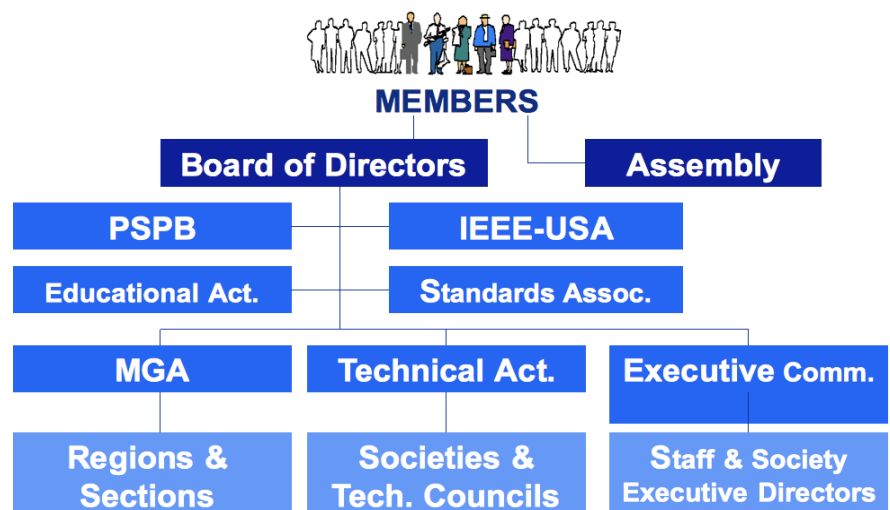 MEMBERS
Board of Directors
Assembly
PSPB
IEEE-USA
Educational Act.
Standards Assoc.
MGA
Technical Act.
Executive Comm.
Regions &
Sections
Societies &
Tech. Councils
Staff & Society
Executive Directors